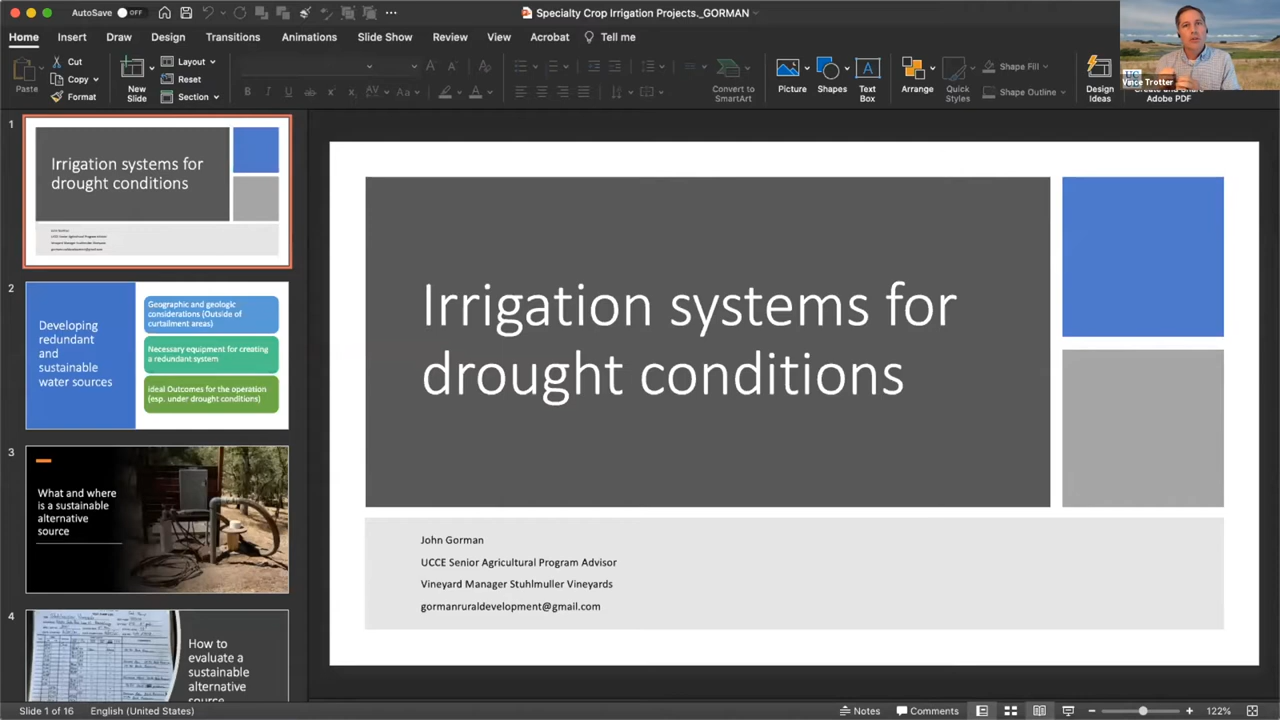 AutoSave OFF
Specialty Crop Irrigation Projects._GORMAN
Home Insert Draw Design Transitions Animations Slide Show Review View Acrobat Tell me
Paste
Cut
Copy
Format
New Slide
Layout
Reset
Section
Convert to SmartArt
Picture
Shapes
Text Box
Arrange
Quick Styles
Shape Fill
Shape Outline
Design Ideas
Adobe PDF
Trotter
1
Irrigation systems for
drought conditions
2
Developing
redundant
and
sustainable
water sources
Geographic and geologic
considerations (Outside of
curtailment areas)
Necessary equipment for creating
a redundant system
Ideal Outcomes for the operation
(esp. under drought conditions)
3
What and where
is a sustainable
alternative
source
4
How to
evaluate a
sustainable
alternative
Irrigation systems for
drought conditions
John Gorman
UCCE Senior Agricultural Program Advisor
Vineyard Manager Stuhlmuller Vineyards
gormanruraldevelopment@gmail.com
Slide 1 of 16 English (United States) Notes Comments 122%